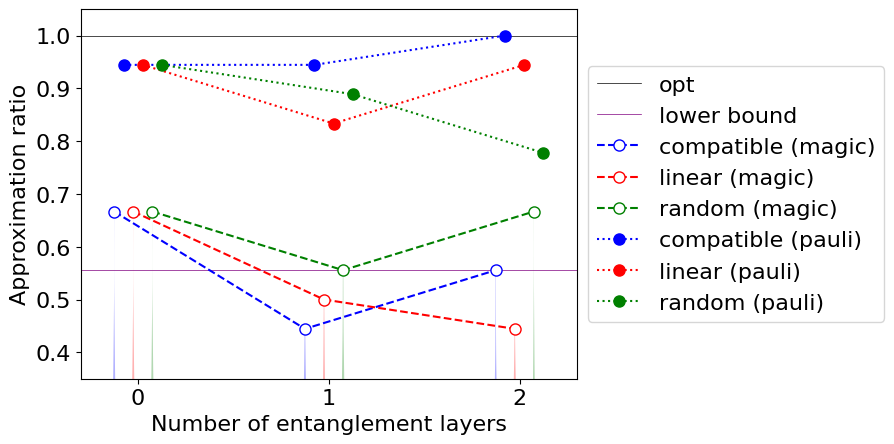 1.0
0.9
0.8
0.7
0.6
0.5
0.4
Approximation ratio
0 1 2
Number of entanglement layers
opt
lower bound
compatible (magic)
linear (magic)
random (magic)
compatible (pauli)
linear (pauli)
random (pauli)